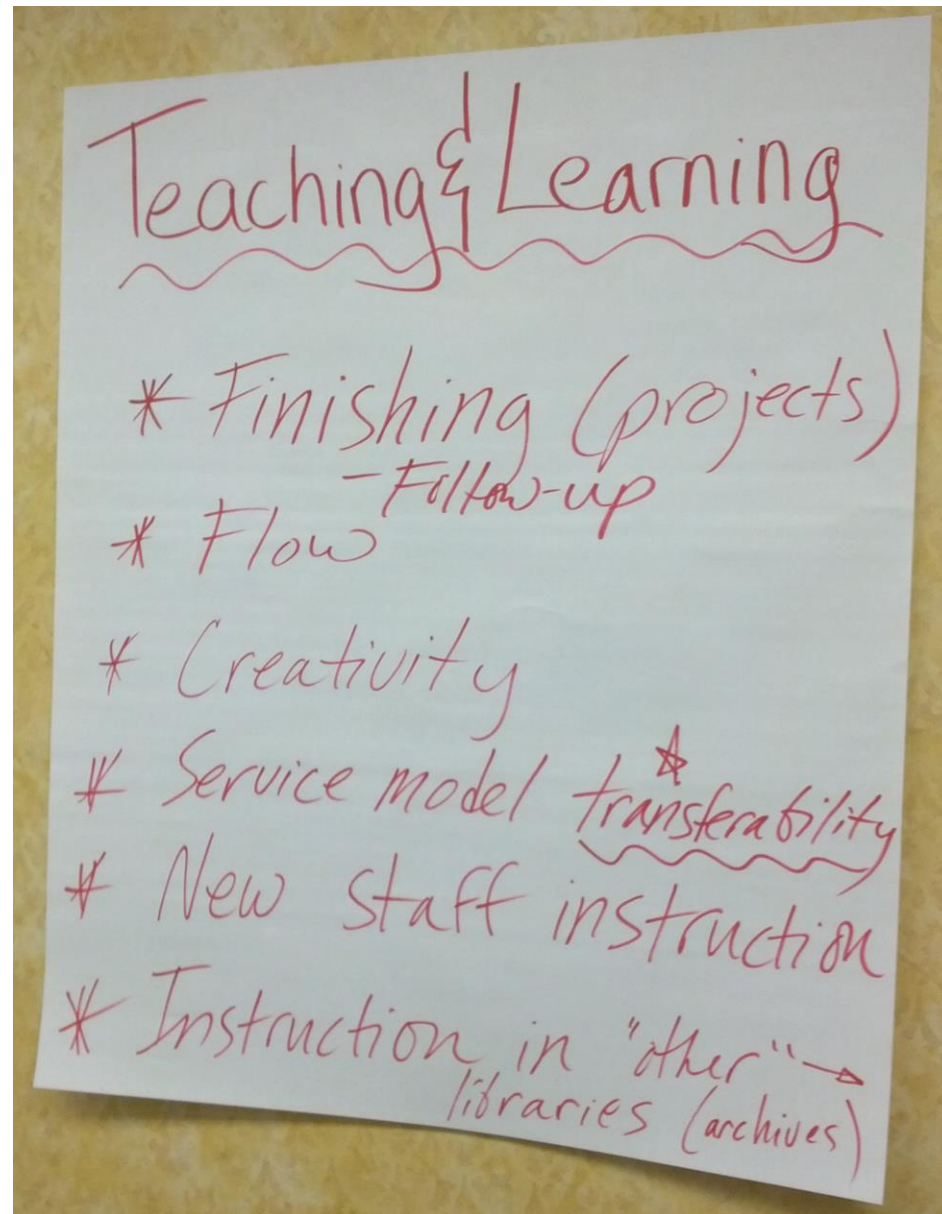 Teaching & Learning
* Finishing (projects)
- Follow-up
* Flow
* Creativity
* Service model transferability
* New staff instruction
* Instruction in "other" →
libraries (archives)